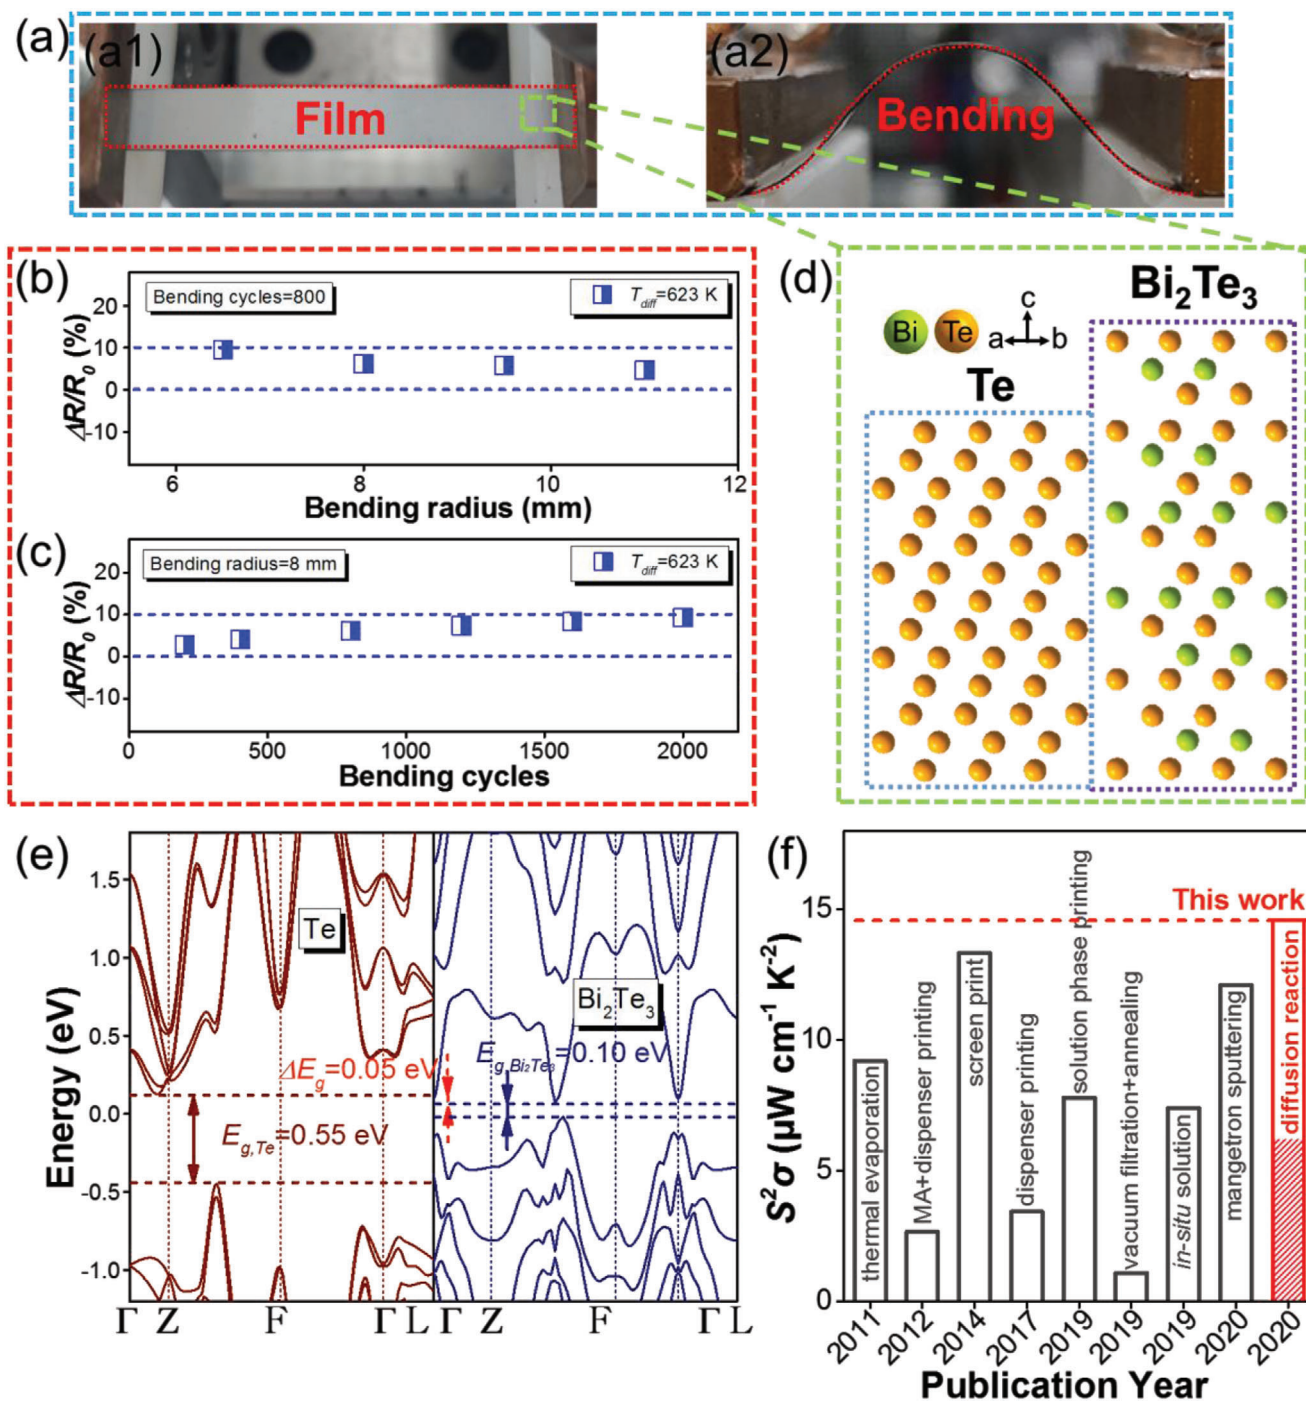 (a)
(a1)
Film
(a2)
Bending
(b)
Bending cycles=800
T_diff=623 K
ΔR/R₀ (%)
20
10
0
-10
6
8
10
12
Bending radius (mm)
(c)
Bending radius=8 mm
T_diff=623 K
ΔR/R₀ (%)
20
10
0
-10
0
500
1000
1500
2000
Bending cycles
(d)
Bi₂Te₃
Bi
Te
c
a
b
Te
(e)
Te
Bi₂Te₃
Energy (eV)
1.5
1.0
0.5
0.0
-0.5
-1.0
ΔE_g=0.05 eV
E_g,Bi₂Te₃=0.10 eV
E_g,Te=0.55 eV
Γ Z F Γ L Γ Z F Γ L
(f)
This work
S²σ (μW cm⁻¹ K⁻²)
15
10
5
0
thermal evaporation
MA+dispenser printing
screen print
dispenser printing
solution phase printing
vacuum filtration+annealing
in-situ solution
mangetron sputtering
diffusion reaction
2011
2012
2014
2017
2019
2019
2019
2020
2020
Publication Year